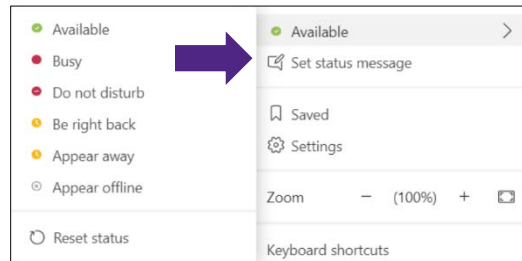 Available
Busy
Do not disturb
Be right back
Appear away
Appear offline
Reset status
Available
Set status message
Saved
Settings
Zoom − (100%) +
Keyboard shortcuts